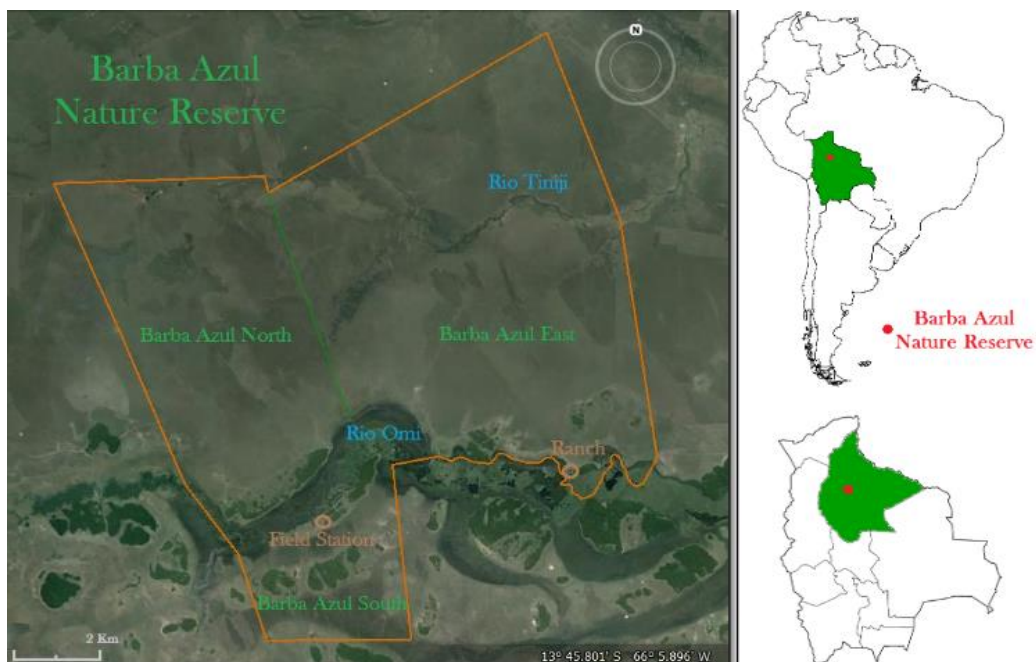 Barba Azul
Nature Reserve
N
Rio Tiniji
Barba Azul North
Barba Azul East
Rio Omi
Ranch
Field Station
Barba Azul South
2 Km
13° 45.801' S 66° 5.896' W
Barba Azul
Nature Reserve